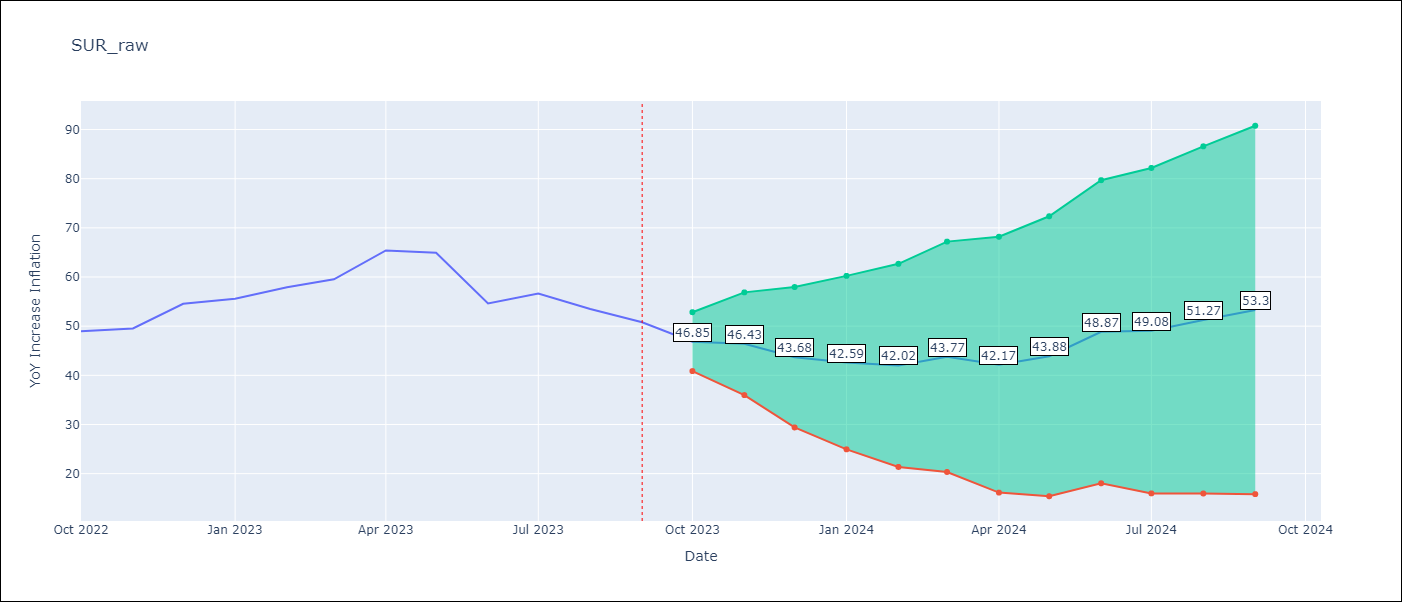 SUR_raw
YoY Increase Inflation
90
80
70
60
50
40
30
20
46.85
46.43
43.68
42.59
42.02
43.77
42.17
43.88
48.87
49.08
51.27
53.3
Oct 2022
Jan 2023
Apr 2023
Jul 2023
Oct 2023
Jan 2024
Apr 2024
Jul 2024
Oct 2024
Date